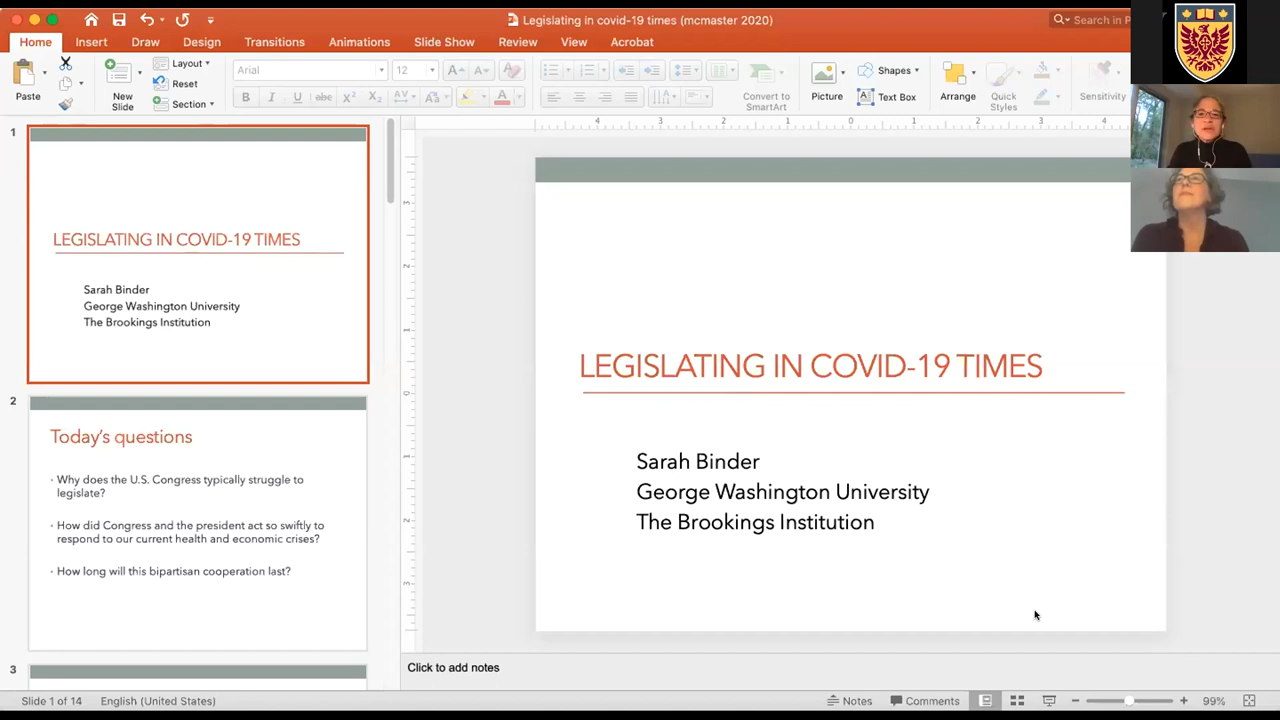 Legislating in covid-19 times (mcmaster 2020)
Search in P
Home
Insert
Draw
Design
Transitions
Animations
Slide Show
Review
View
Acrobat
Paste
New
Slide
Layout
Reset
Section
Arial
12
Convert to
SmartArt
Picture
Shapes
Text Box
Arrange
Quick
Styles
Sensitivity
1
LEGISLATING IN COVID-19 TIMES
Sarah Binder
George Washington University
The Brookings Institution
2
Today's questions
Why does the U.S. Congress typically struggle to
legislate?
How did Congress and the president act so swiftly to
respond to our current health and economic crises?
How long will this bipartisan cooperation last?
3
LEGISLATING IN COVID-19 TIMES
Sarah Binder
George Washington University
The Brookings Institution
Click to add notes
Slide 1 of 14
English (United States)
Notes
Comments
99%